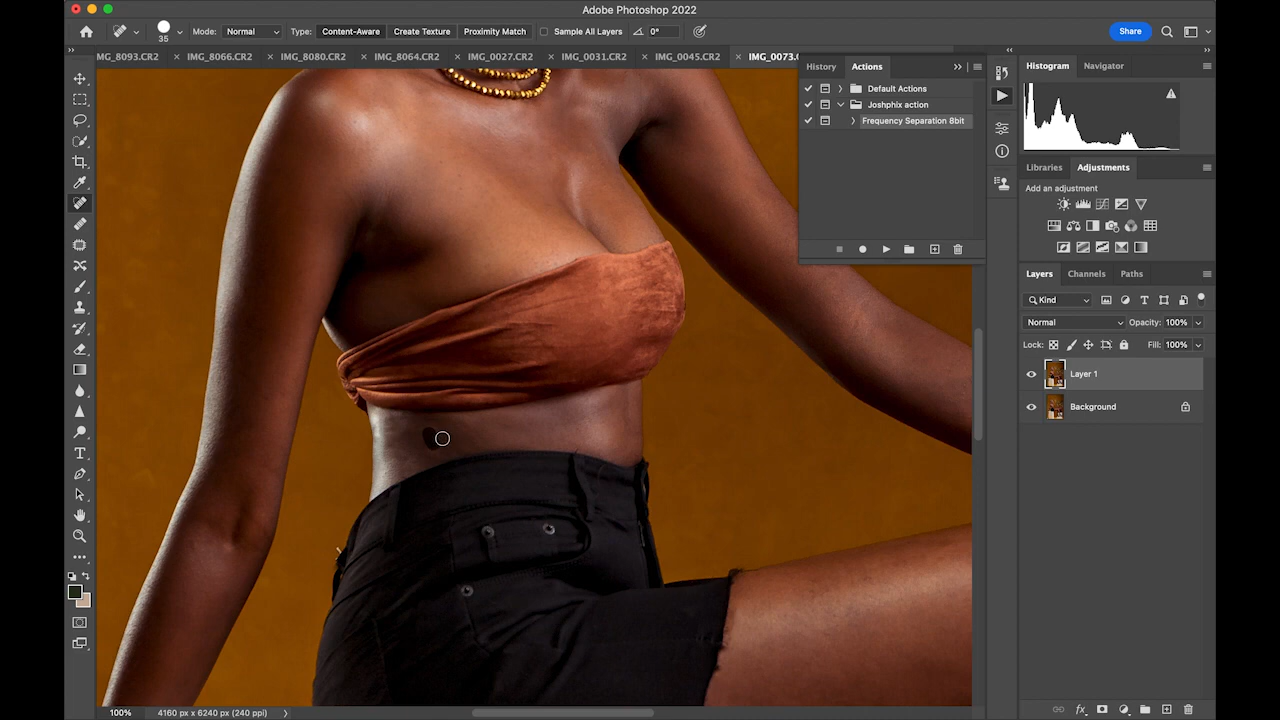 Adobe Photoshop 2022
35 Mode: Normal Type: Content-Aware Create Texture Proximity Match Sample All Layers 0° Share
MG_8093.CR2 × IMG_8066.CR2 × IMG_8080.CR2 × IMG_8064.CR2 × IMG_0027.CR2 × IMG_0031.CR2 × IMG_0045.CR2 × IMG_0073.
History Actions
Default Actions
Joshphix action
Frequency Separation 8bit
Histogram Navigator
Libraries Adjustments
Add an adjustment
Layers Channels Paths
Kind
Normal Opacity: 100%
Lock: Fill: 100%
Layer 1
Background
100% 4160 px x 6240 px (240 ppi)